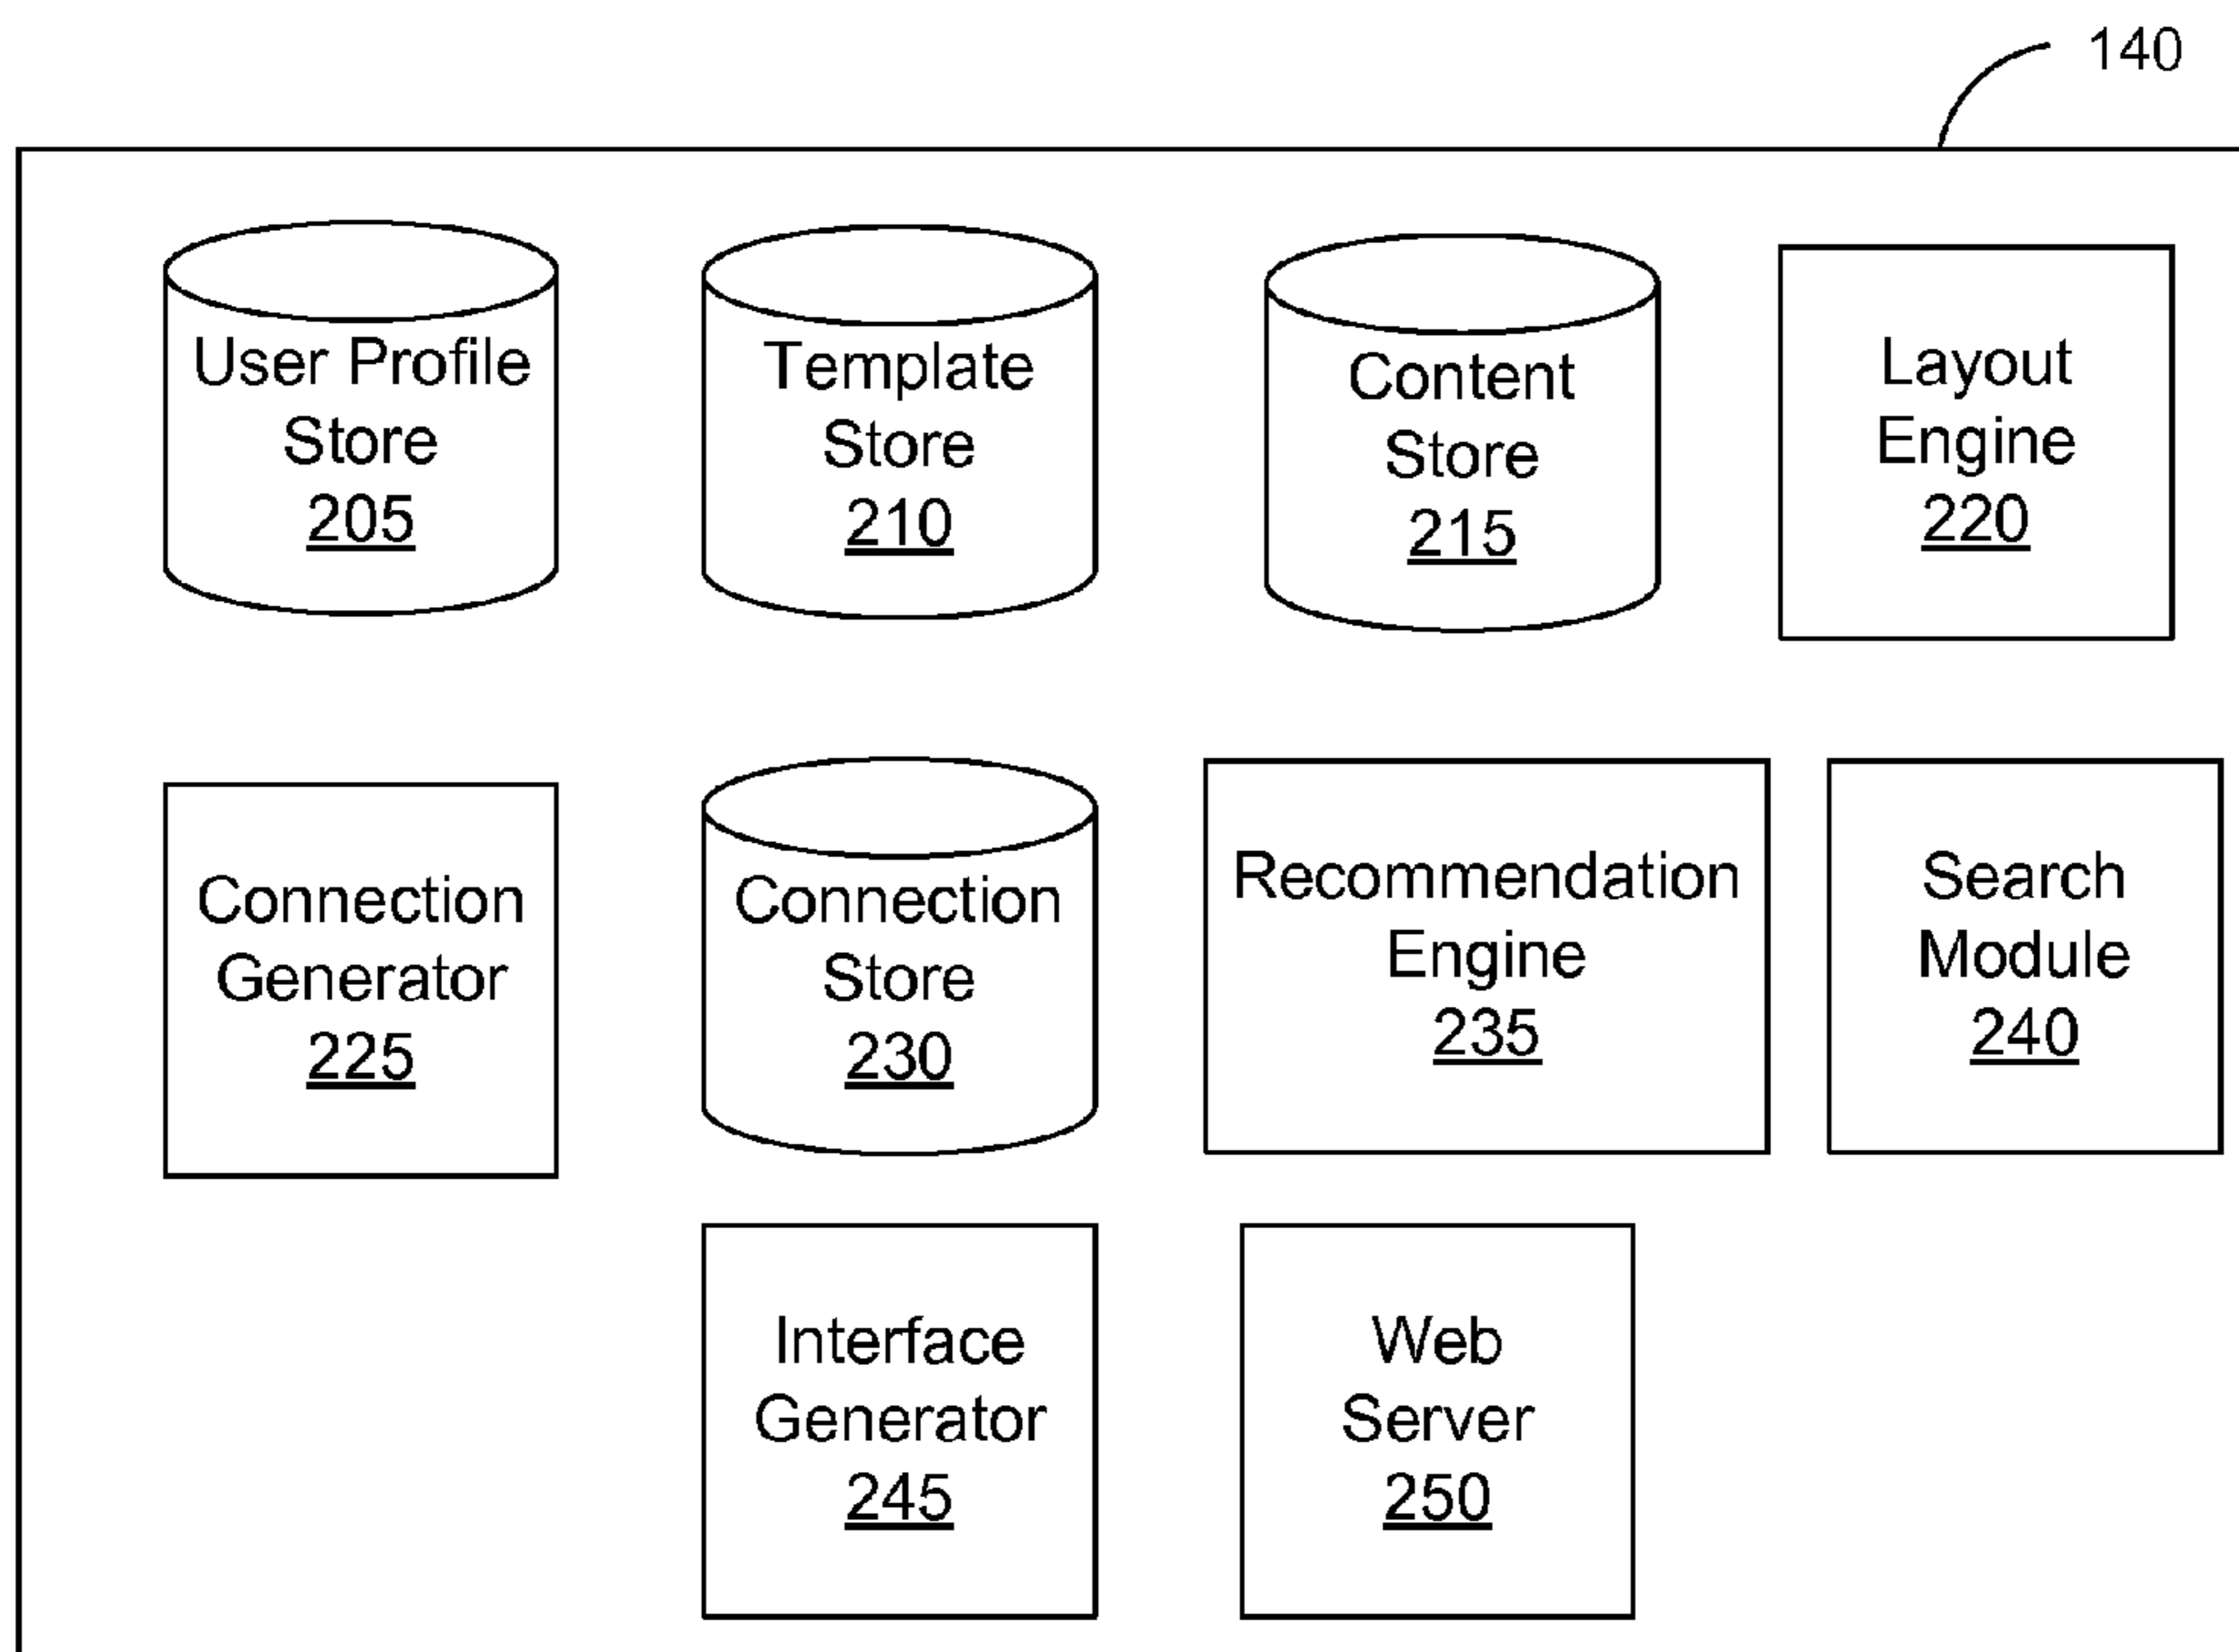 140
User Profile
Store
205
Template
Store
210
Content
Store
215
Layout
Engine
220
Connection
Generator
225
Connection
Store
230
Recommendation
Engine
235
Search
Module
240
Interface
Generator
245
Web
Server
250